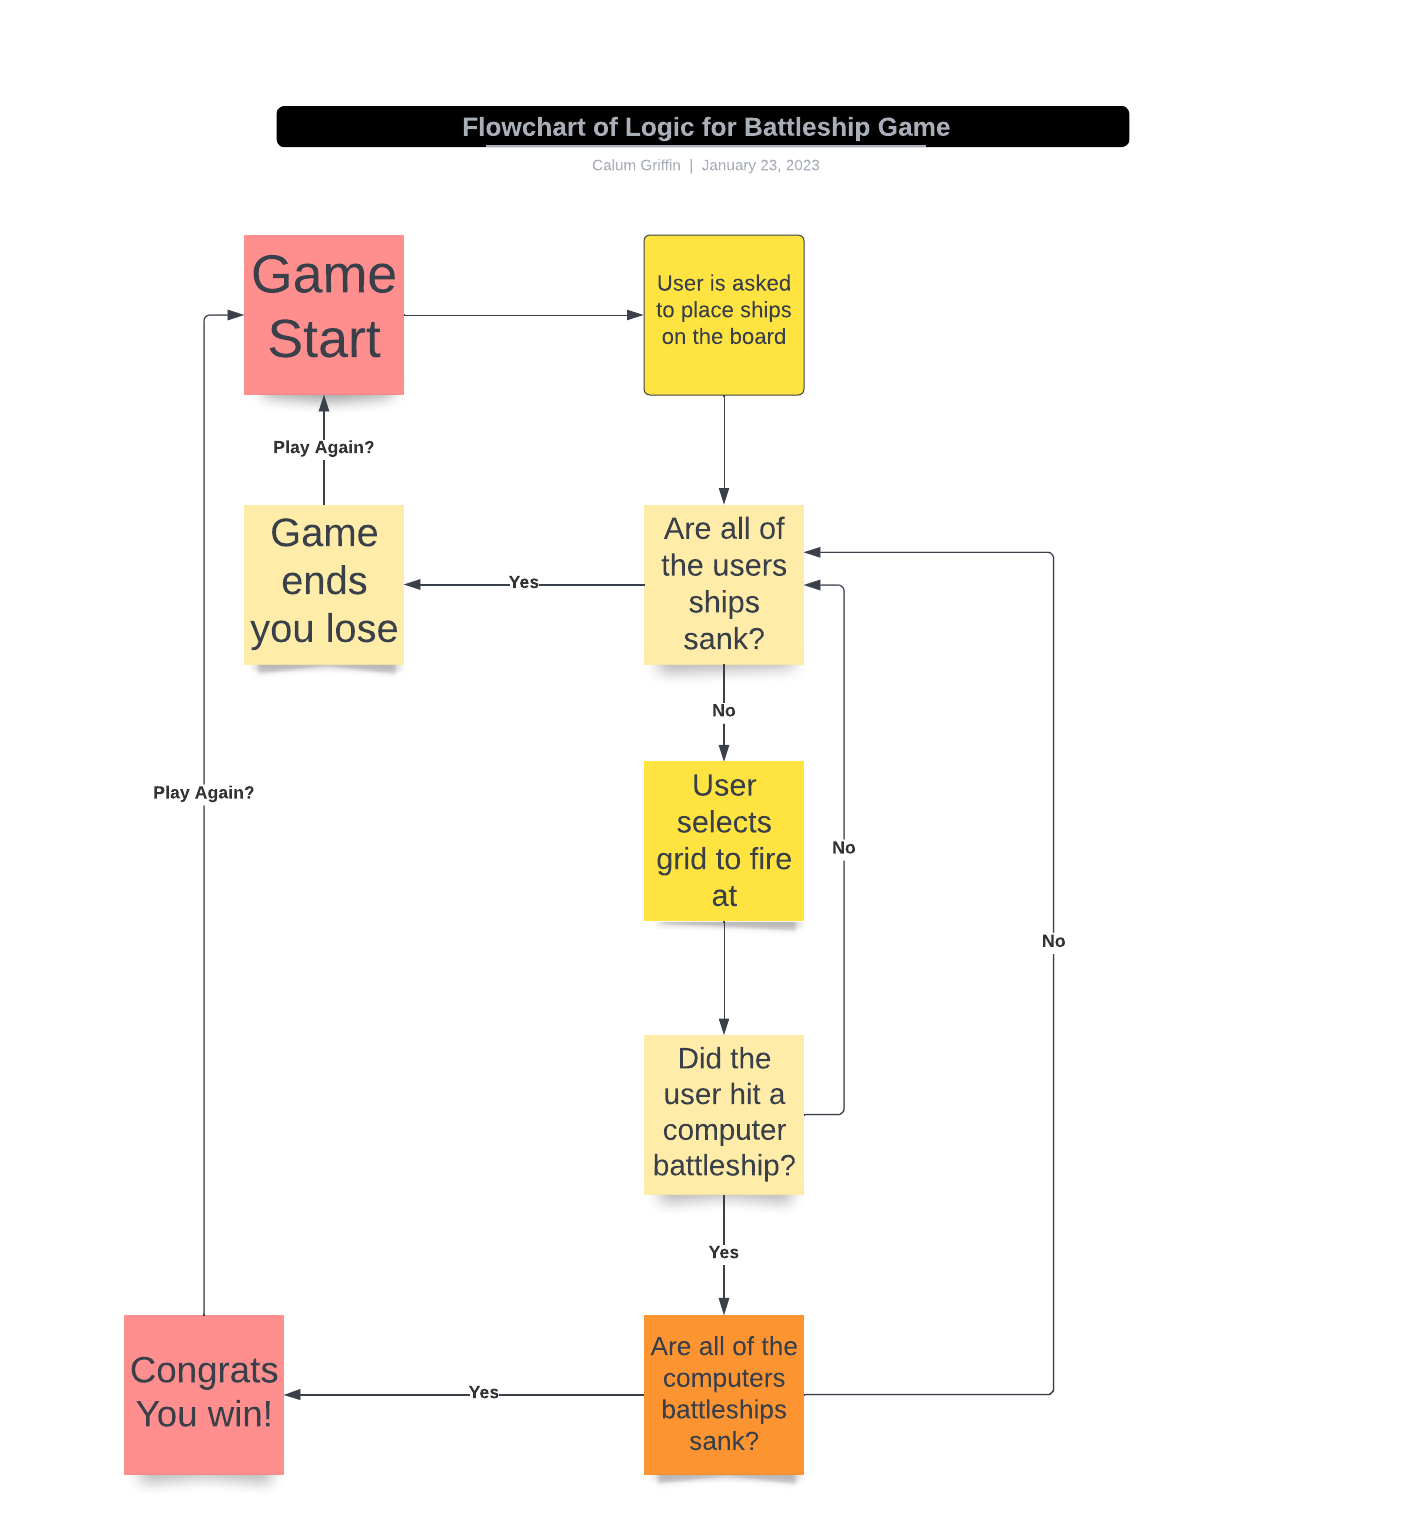 Flowchart of Logic for Battleship Game
Calum Griffin | January 23, 2023
Game
Start
User is asked
to place ships
on the board
Play Again?
Game
ends
you lose
Yes
Are all of
the users
ships
sank?
No
User
selects
grid to fire
at
Play Again?
No
No
Did the
user hit a
computer
battleship?
Yes
Congrats
You win!
Yes
Are all of the
computers
battleships
sank?